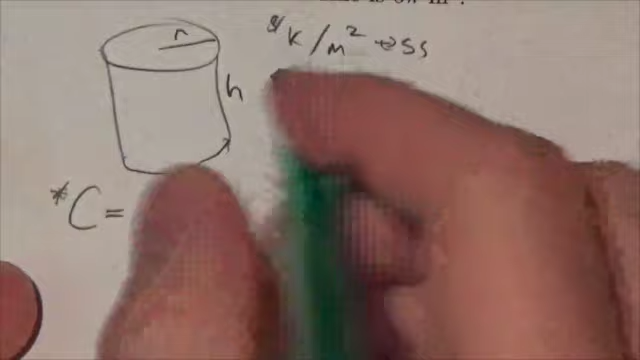 r
$K/m² → SS
h
*C =